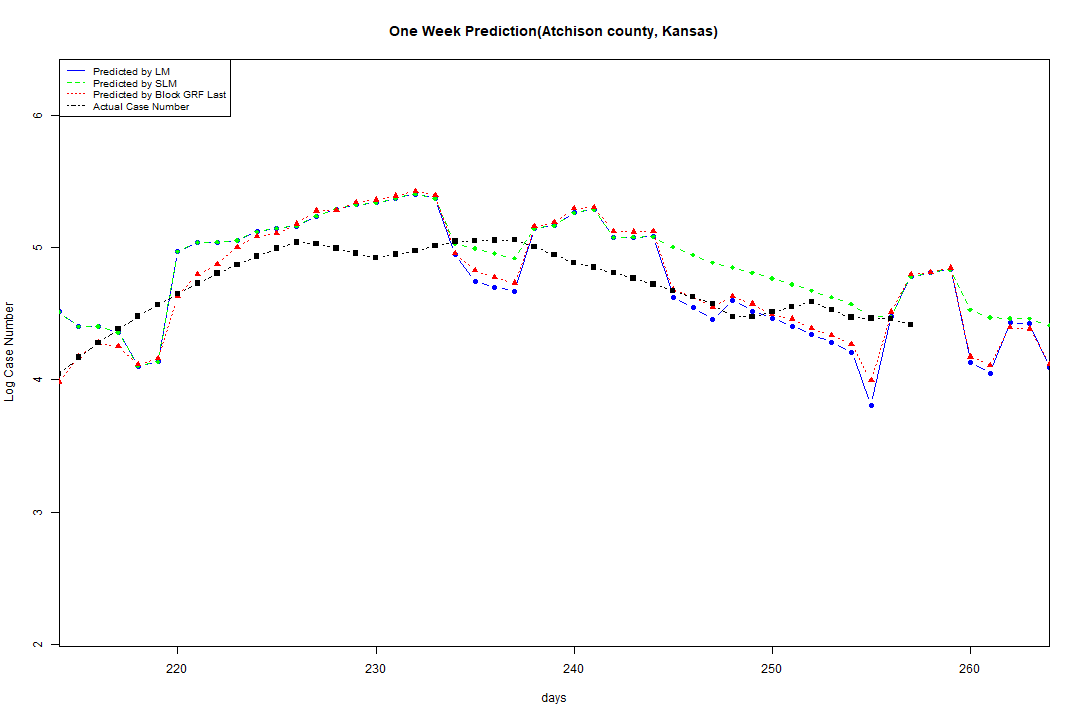 One Week Prediction(Atchison county, Kansas)
Predicted by LM
Predicted by SLM
Predicted by Block GRF Last
Actual Case Number
Log Case Number
6
5
4
3
2
220 230 240 250 260
days